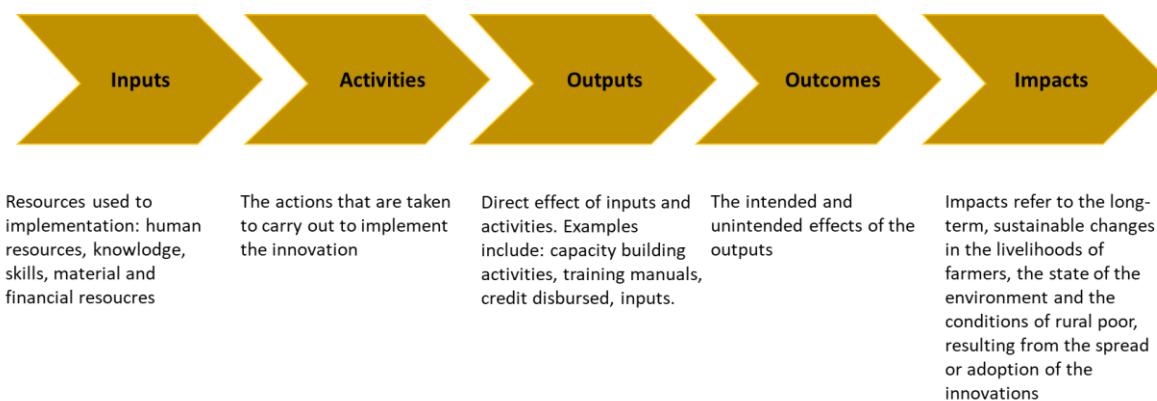 Inputs
Activities
Outputs
Outcomes
Impacts
Resources used to
implementation: human
resources, knowlodge,
skills, material and
financial resoucres
The actions that are taken
to carry out to implement
the innovation
Direct effect of inputs and
activities. Examples
include: capacity building
activities, training manuals,
credit disbursed, inputs.
The intended and
unintended effects of the
outputs
Impacts refer to the long-
term, sustainable changes
in the livelihoods of
farmers, the state of the
environment and the
conditions of rural poor,
resulting from the spread
or adoption of the
innovations